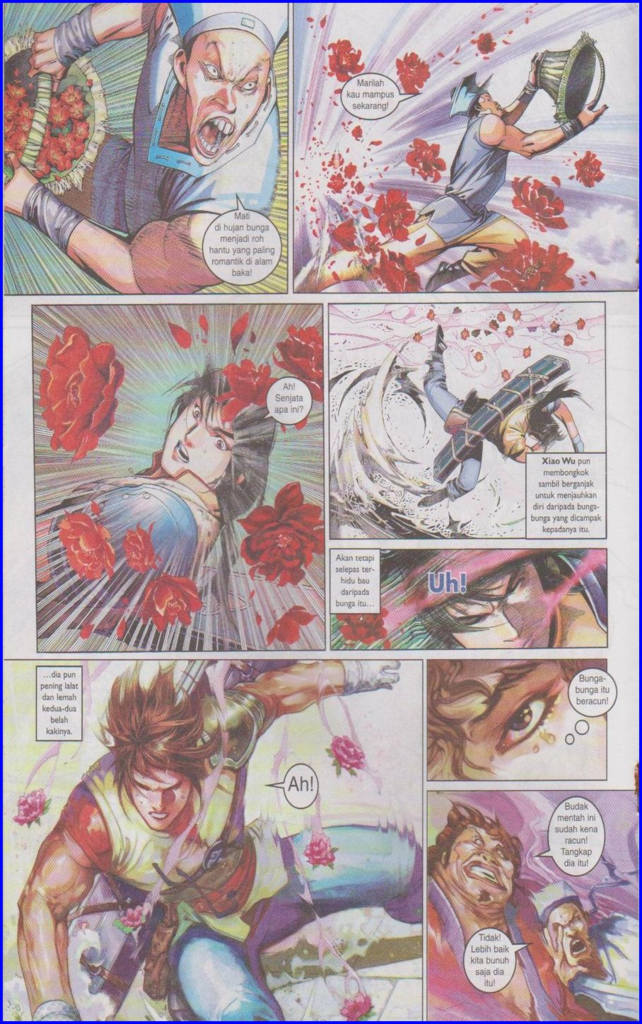 Mati
di hujan bunga
menjadi roh
hantu yang paling
romantik di alam
baka!
Marilah
kau mampus
sekarang!
Ah!
Senjata
apa ini?
Xiao Wu pun
membongkok
sambil berganjak
untuk menjauhkan
diri daripada bunga-
bunga yang dicampak
kepadanya itu.
Akan tetapi
selepas ter-
hidu bau
daripada
bunga itu...
Uh!
...dia pun
pening lalat
dan lemah
kedua-dua
belah
kakinya.
Ah!
Bunga-
bunga itu
beracun!
Budak
mentah ini
sudah kena
racun!
Tangkap
dia itu!
Tidak!
Lebih baik
kita bunuh
saja dia
itu!